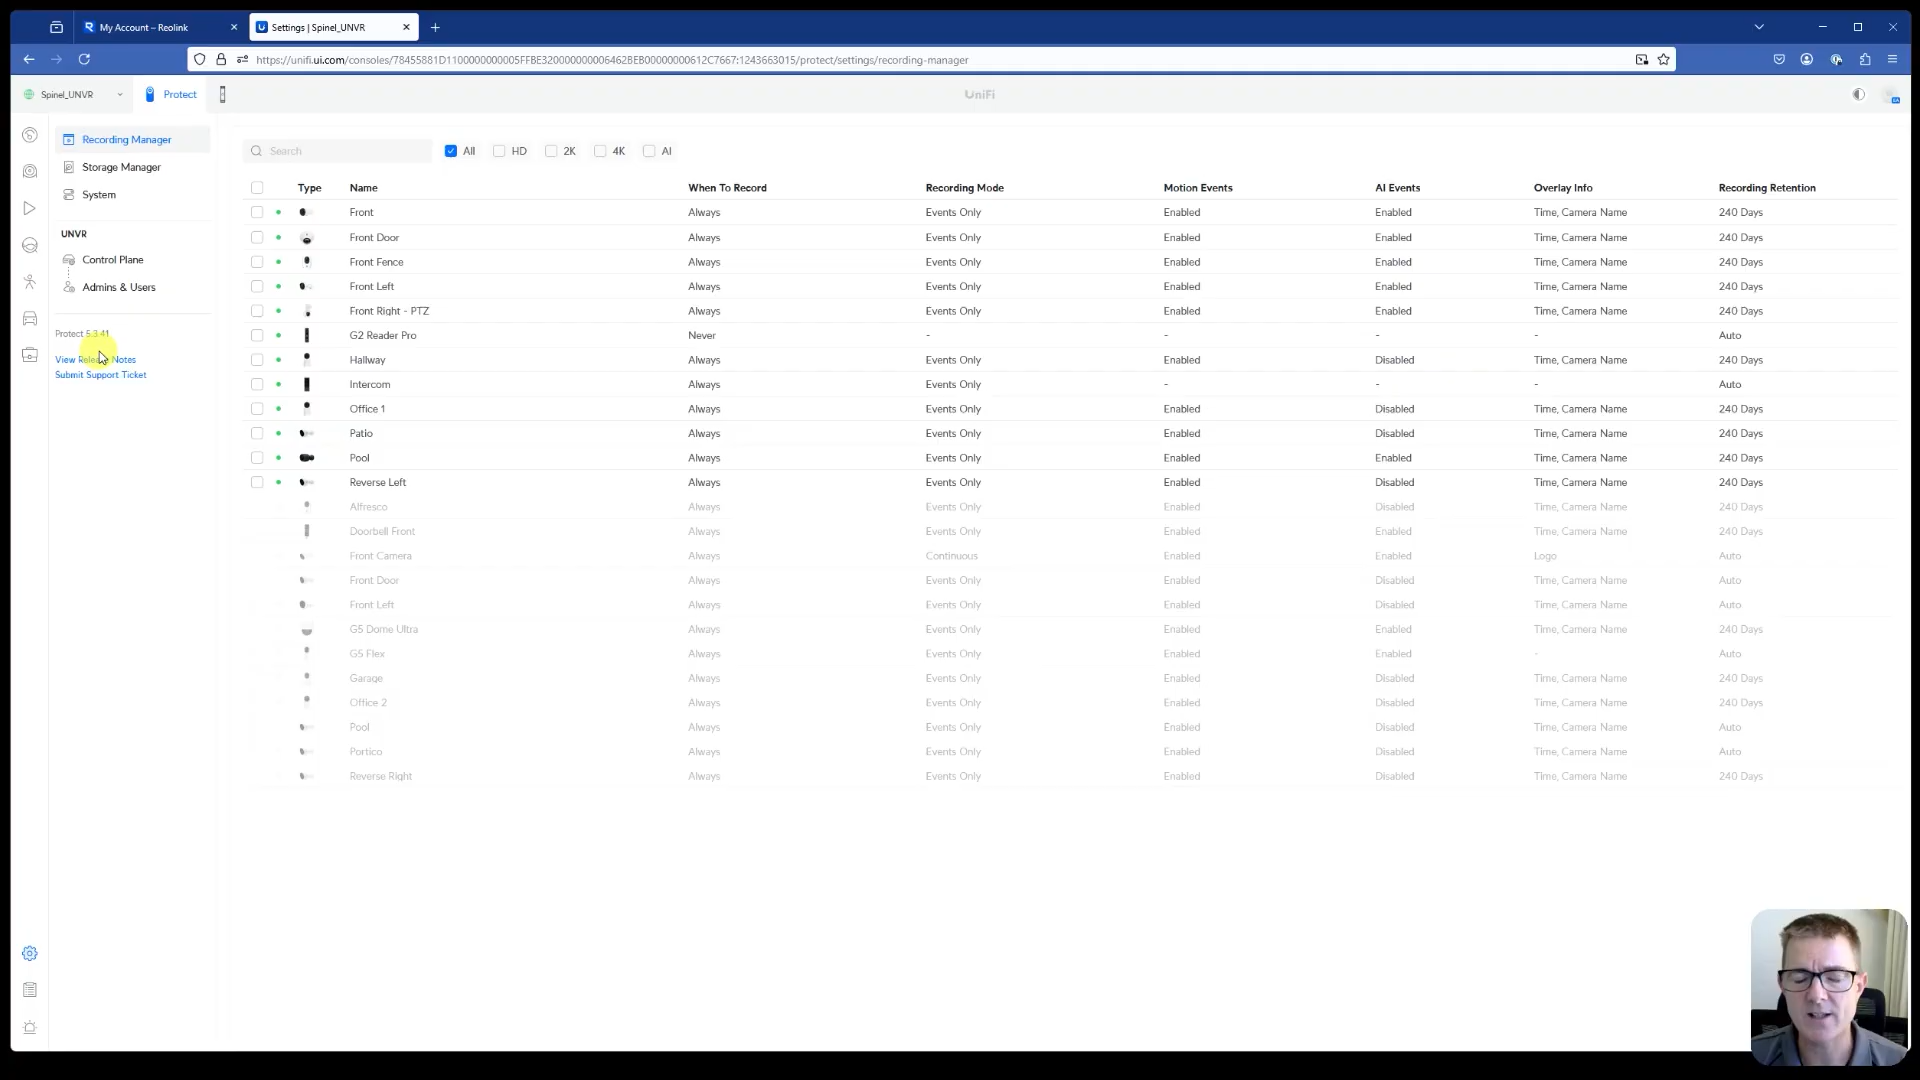 My Account – Reolink
Settings | Spinel_UNVR
https://unifi.ui.com/consoles/78455881D1100000000005FFBE320000000006462BEB00000000612C7667:1243663015/protect/settings/recording-manager
Spinel_UNVR
Protect
UniFi
Recording Manager
Storage Manager
System
UNVR
Control Plane
Admins & Users
Protect 5.3.41
View Release Notes
Submit Support Ticket
Search All HD 2K 4K AI
Type Name When To Record Recording Mode Motion Events AI Events Overlay Info Recording Retention
Front Always Events Only Enabled Enabled Time, Camera Name 240 Days
Front Door Always Events Only Enabled Enabled Time, Camera Name 240 Days
Front Fence Always Events Only Enabled Enabled Time, Camera Name 240 Days
Front Left Always Events Only Enabled Enabled Time, Camera Name 240 Days
Front Right - PTZ Always Events Only Enabled Enabled Time, Camera Name 240 Days
G2 Reader Pro Never - - - - Auto
Hallway Always Events Only Enabled Disabled Time, Camera Name 240 Days
Intercom Always Events Only - - - Auto
Office 1 Always Events Only Enabled Disabled Time, Camera Name 240 Days
Patio Always Events Only Enabled Disabled Time, Camera Name 240 Days
Pool Always Events Only Enabled Enabled Time, Camera Name 240 Days
Reverse Left Always Events Only Enabled Disabled Time, Camera Name 240 Days
Alfresco Always Events Only Enabled Disabled Time, Camera Name 240 Days
Doorbell Front Always Events Only Enabled Enabled Time, Camera Name 240 Days
Front Camera Always Continuous Enabled Enabled Logo Auto
Front Door Always Events Only Enabled Disabled Time, Camera Name Auto
Front Left Always Events Only Enabled Disabled Time, Camera Name Auto
G5 Dome Ultra Always Events Only Enabled Enabled Time, Camera Name 240 Days
G5 Flex Always Events Only Enabled Enabled - Auto
Garage Always Events Only Enabled Disabled Time, Camera Name 240 Days
Office 2 Always Events Only Enabled Disabled Time, Camera Name 240 Days
Pool Always Events Only Enabled Disabled Time, Camera Name Auto
Portico Always Events Only Enabled Disabled Time, Camera Name Auto
Reverse Right Always Events Only Enabled Disabled Time, Camera Name 240 Days